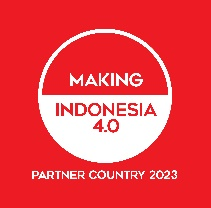 MAKING
INDONESIA
4.0
PARTNER COUNTRY 2023